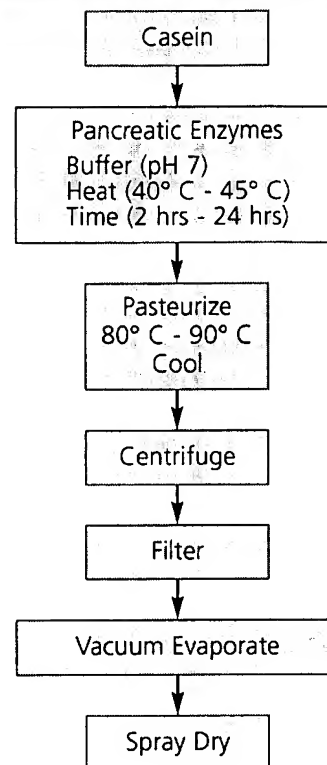 Casein
Pancreatic Enzymes
Buffer (pH 7)
Heat (40° C - 45° C)
Time (2 hrs - 24 hrs)
Pasteurize
80° C - 90° C
Cool
Centrifuge
Filter
Vacuum Evaporate
Spray Dry